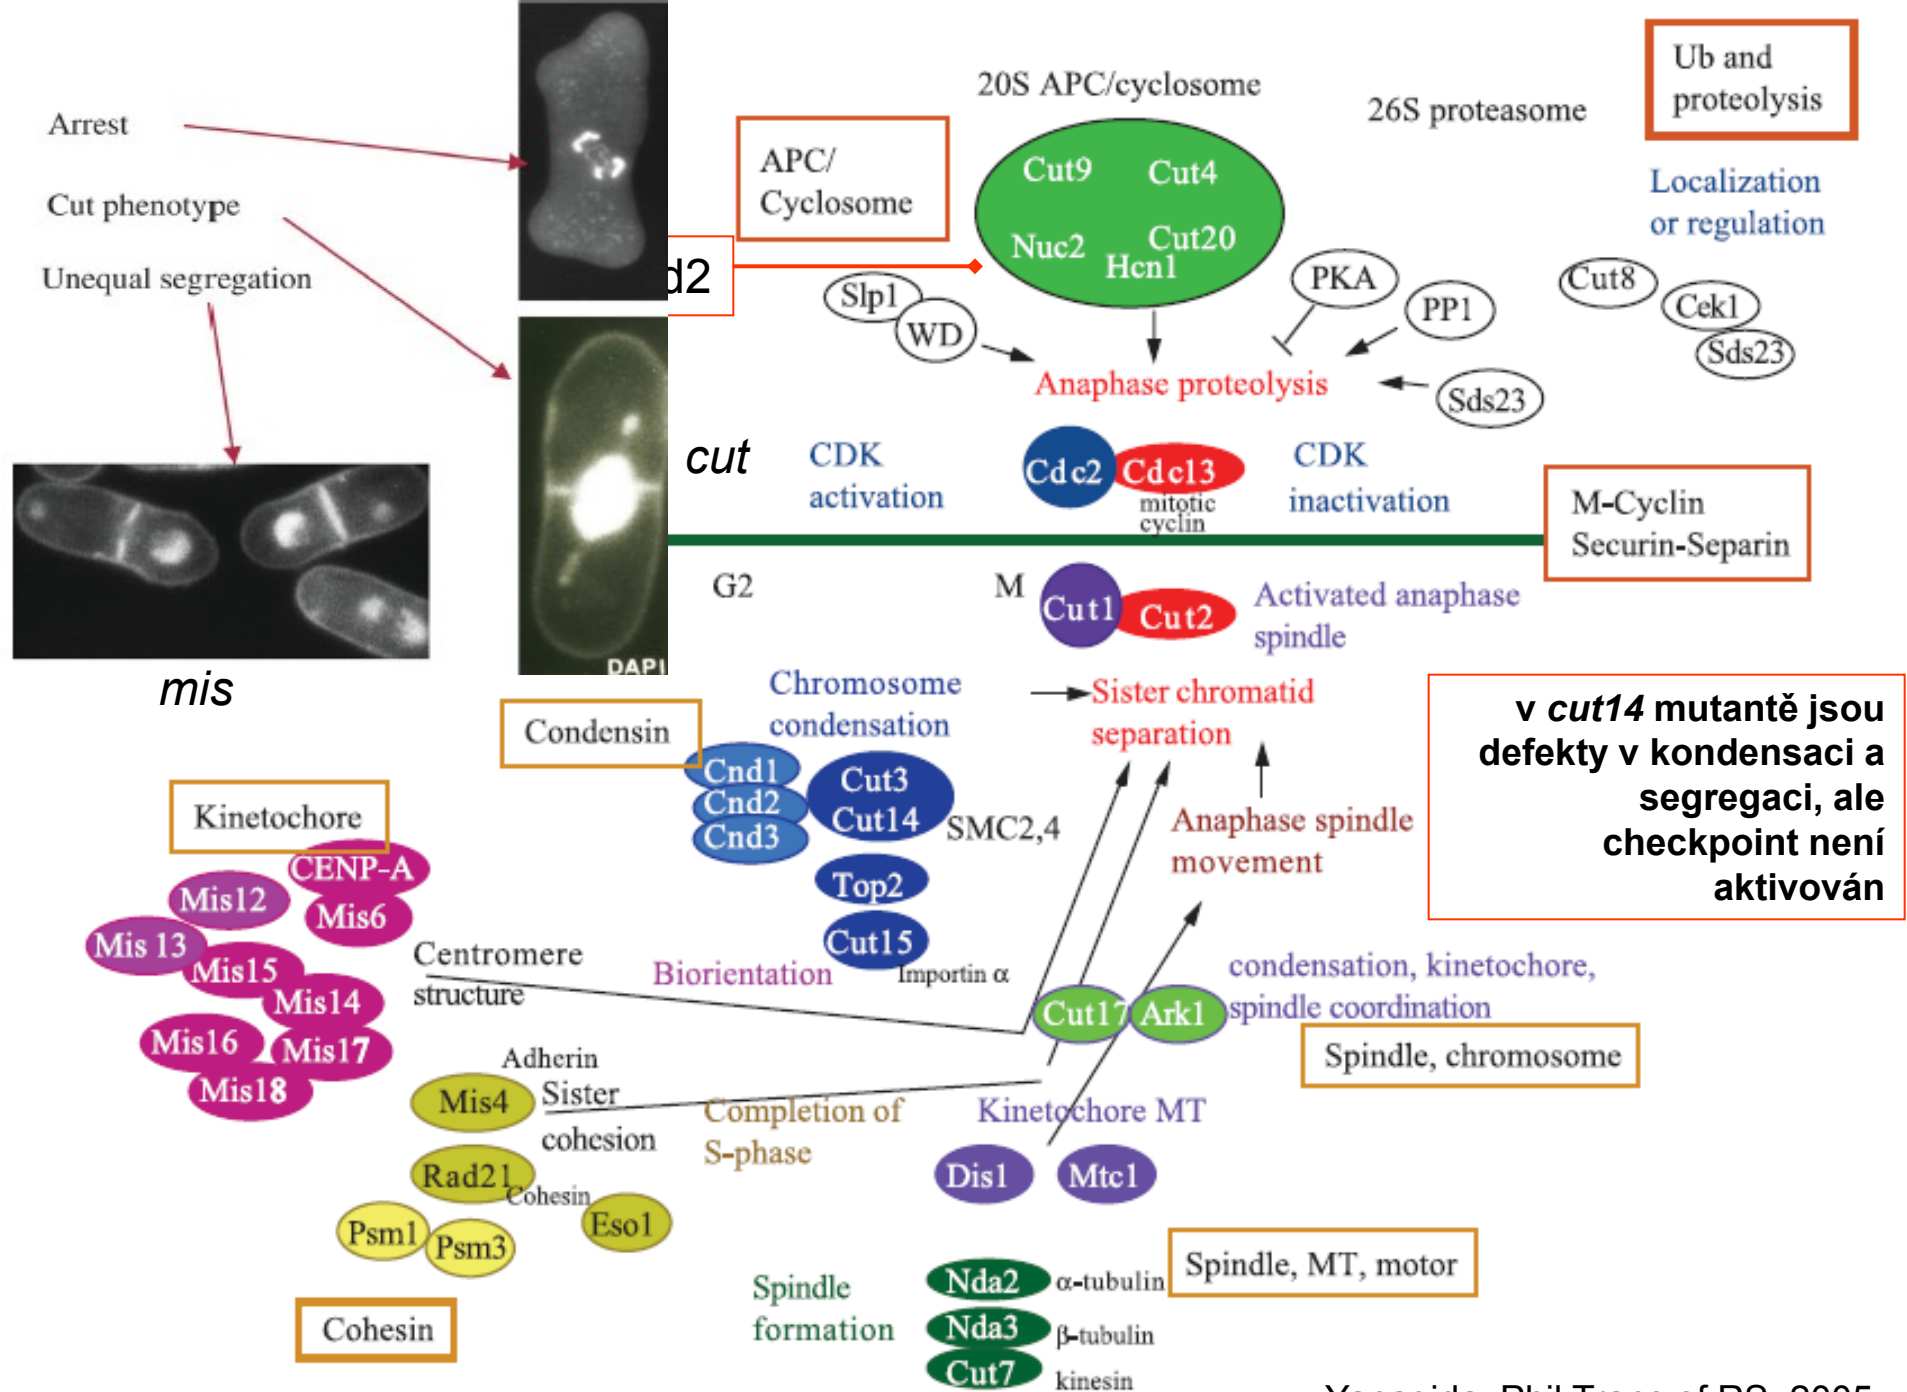 Arrest
Cut phenotype
Unequal segregation
d2
APC/
Cyclosome
20S APC/cyclosome
Cut9
Cut4
Nuc2
Cut20
Hcn1
26S proteasome
Ub and
proteolysis
Localization
or regulation
Slp1
WD
PKA
PP1
Sds23
Cut8
Cek1
Sds23
Anaphase proteolysis
cut
CDK
activation
Cdc2
Cdc13
mitotic
cyclin
CDK
inactivation
M-Cyclin
Securin-Separin
G2
M
Cut1
Cut2
Activated anaphase
spindle
DAPI
mis
Chromosome
condensation
Sister chromatid
separation
v cut14 mutantě jsou
defekty v kondensaci a
segregaci, ale
checkpoint není
aktivován
Condensin
Cnd1
Cnd2
Cnd3
Cut3
Cut14
SMC2,4
Top2
Cut15
Importin α
Anaphase spindle
movement
Kinetochore
CENP-A
Mis12
Mis6
Mis 13
Mis15
Mis14
Mis16
Mis17
Mis18
Centromere
structure
Biorientation
Cut17
Ark1
condensation, kinetochore,
spindle coordination
Spindle, chromosome
Adherin
Mis4
Sister
cohesion
Completion of
S-phase
Kinetochore MT
Rad21
Cohesin
Eso1
Psm1
Psm3
Dis1
Mtc1
Cohesin
Spindle
formation
Nda2
α-tubulin
Nda3
β-tubulin
Cut7
kinesin
Spindle, MT, motor
Yanagida, Phil Trans of RS, 2005